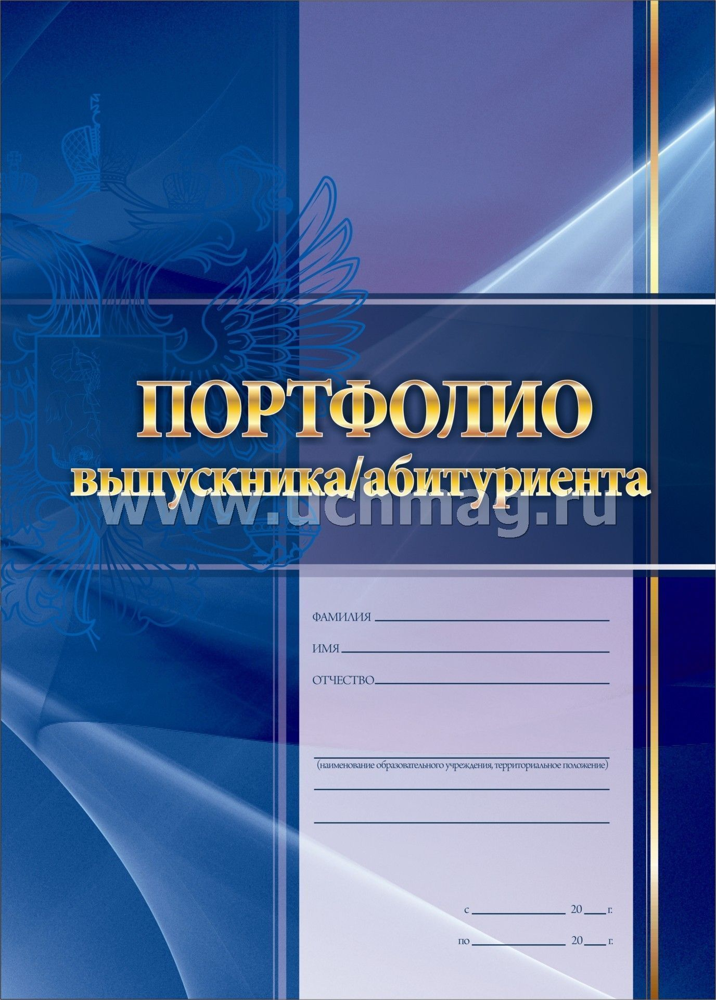 ПОРТФОЛИО
выпускника/абитуриента
www.uchmag.ru
ФАМИЛИЯ
ИМЯ
ОТЧЕСТВО
(наименование образовательного учреждения, территориальное положение)
с 20 г.
по 20 г.